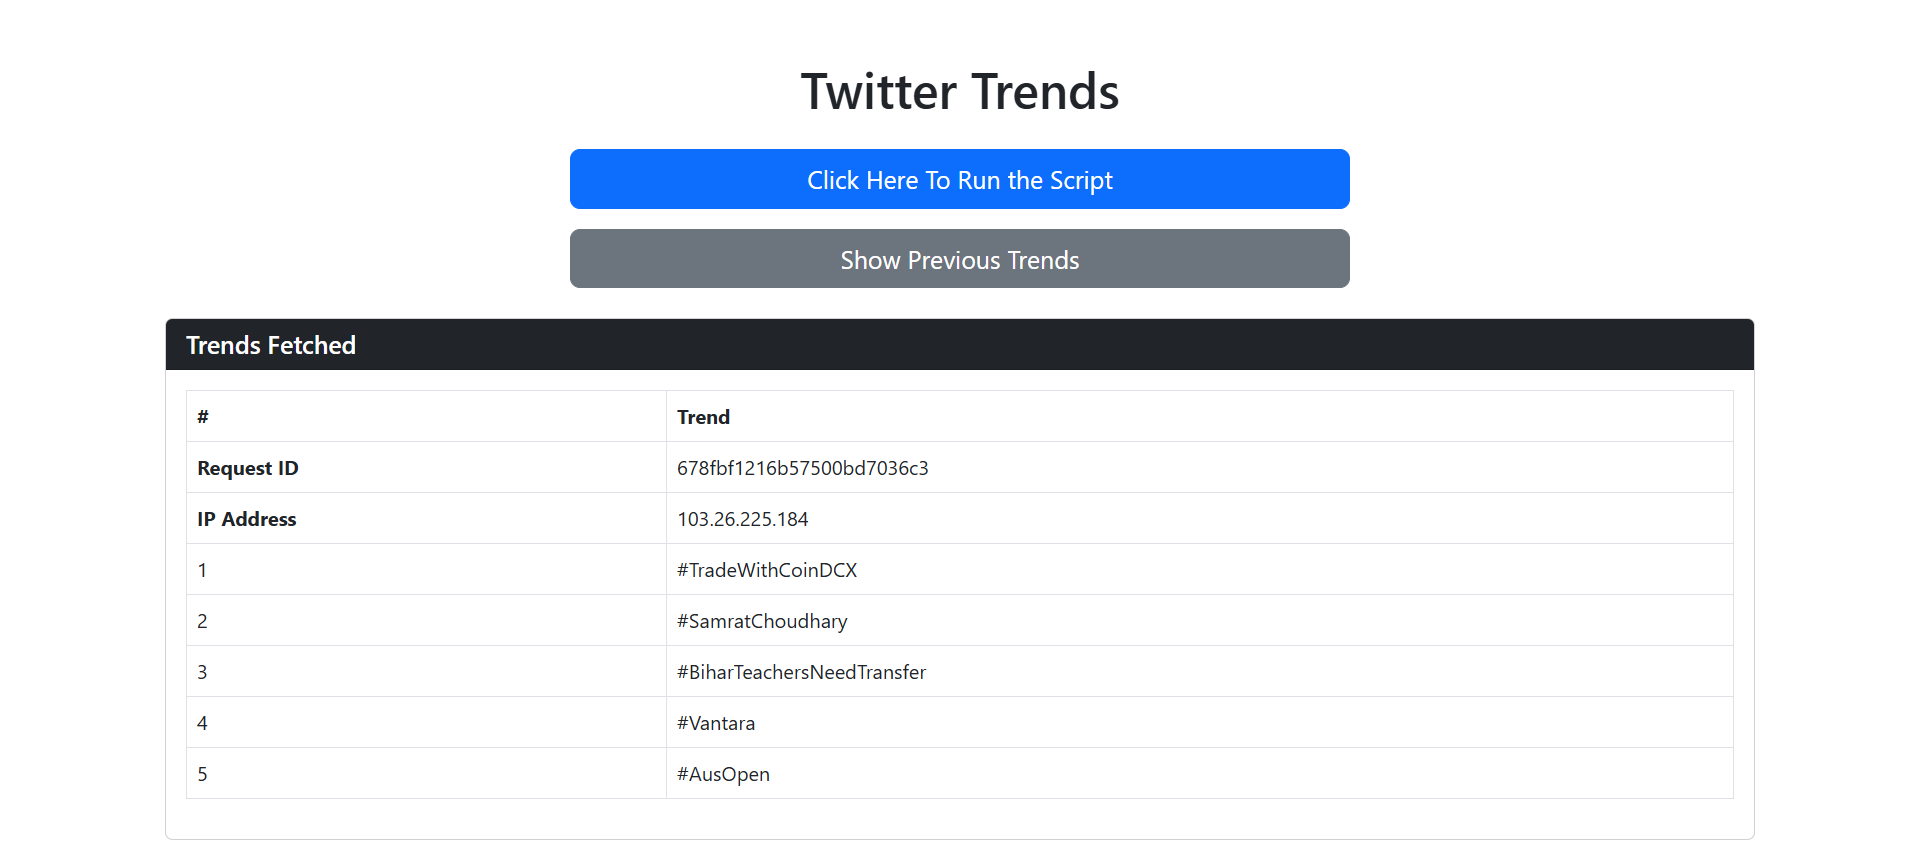 Twitter Trends
Click Here To Run the Script
Show Previous Trends
Trends Fetched
# Trend
Request ID 678fbf1216b57500bd7036c3
IP Address 103.26.225.184
1 #TradeWithCoinDCX
2 #SamratChoudhary
3 #BiharTeachersNeedTransfer
4 #Vantara
5 #AusOpen